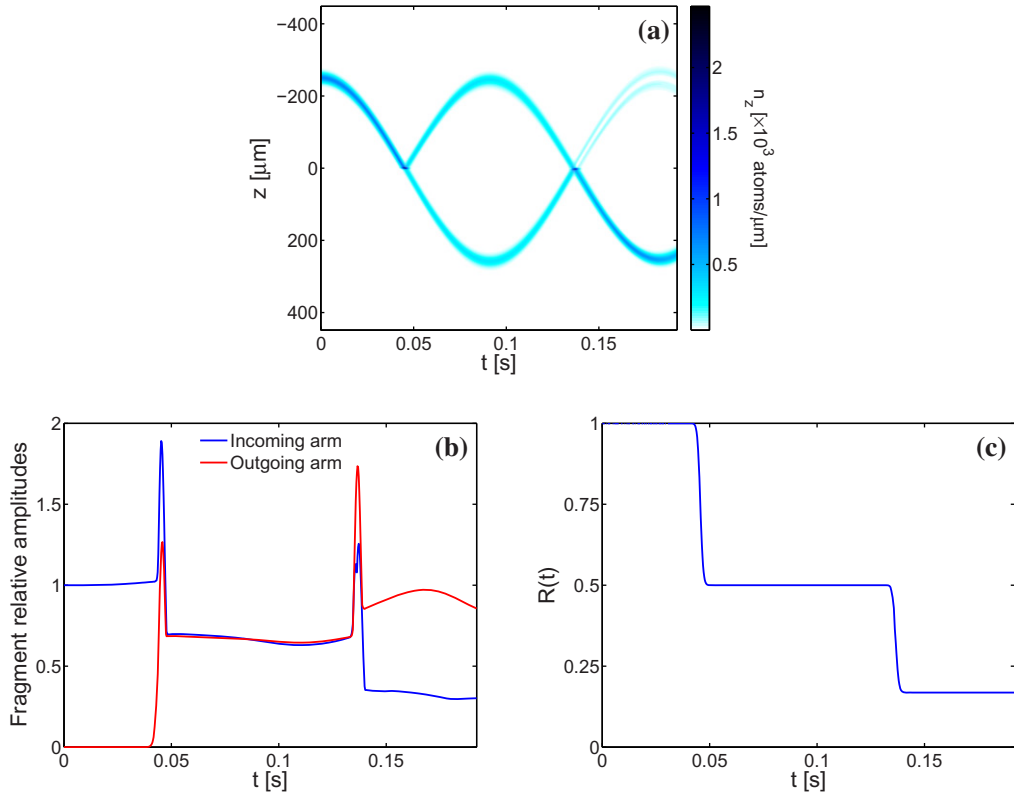 (a)
−400
−200
0
200
400
z [μm]
0
0.05
0.1
0.15
t [s]
2
1.5
1
0.5
n_z [×10^3 atoms/μm]
(b)
Incoming arm
Outgoing arm
2
1.5
1
0.5
0
Fragment relative amplitudes
0
0.05
0.1
0.15
t [s]
(c)
1
0.75
0.5
0.25
0
R(t)
0
0.05
0.1
0.15
t [s]